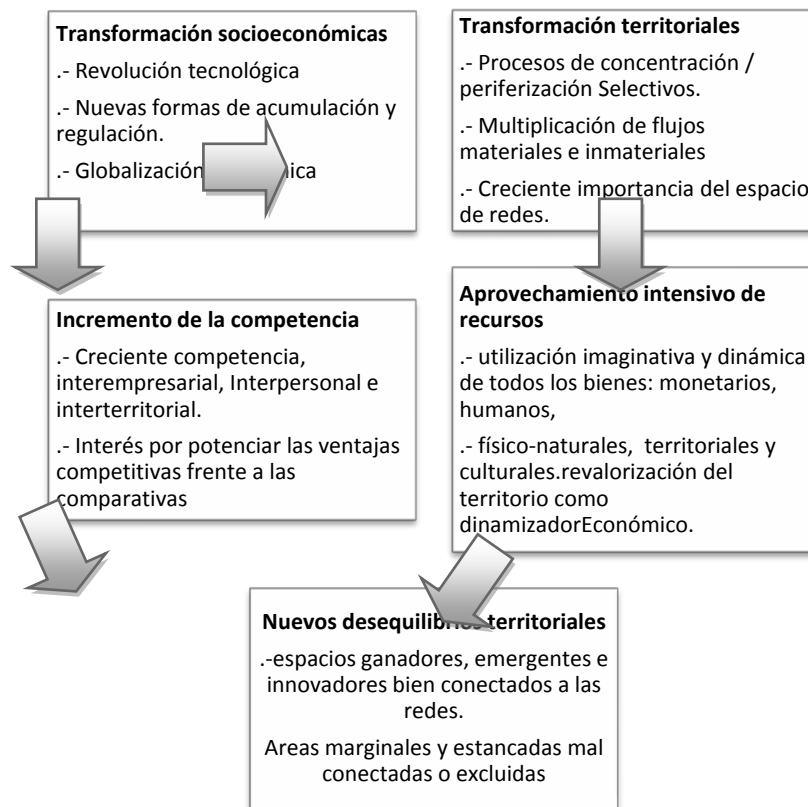 Transformación socioeconómicas
.- Revolución tecnológica
.- Nuevas formas de acumulación y
regulación.
.- Globalización
Transformación territoriales
.- Procesos de concentración /
periferización Selectivos.
.- Multiplicación de flujos
materiales e inmateriales
.- Creciente importancia del espacio
de redes.
Incremento de la competencia
.- Creciente competencia,
interempresarial, Interpersonal e
interterritorial.
.- Interés por potenciar las ventajas
competitivas frente a las
comparativas
Aprovechamiento intensivo de
recursos
.- utilización imaginativa y dinámica
de todos los bienes: monetarios,
humanos,
.- físico-naturales, territoriales y
culturales.revalorización del
territorio como
dinamizadorEconómico.
Nuevos desequilibrios territoriales
.-espacios ganadores, emergentes e
innovadores bien conectados a las
redes.
Areas marginales y estancadas mal
conectadas o excluidas